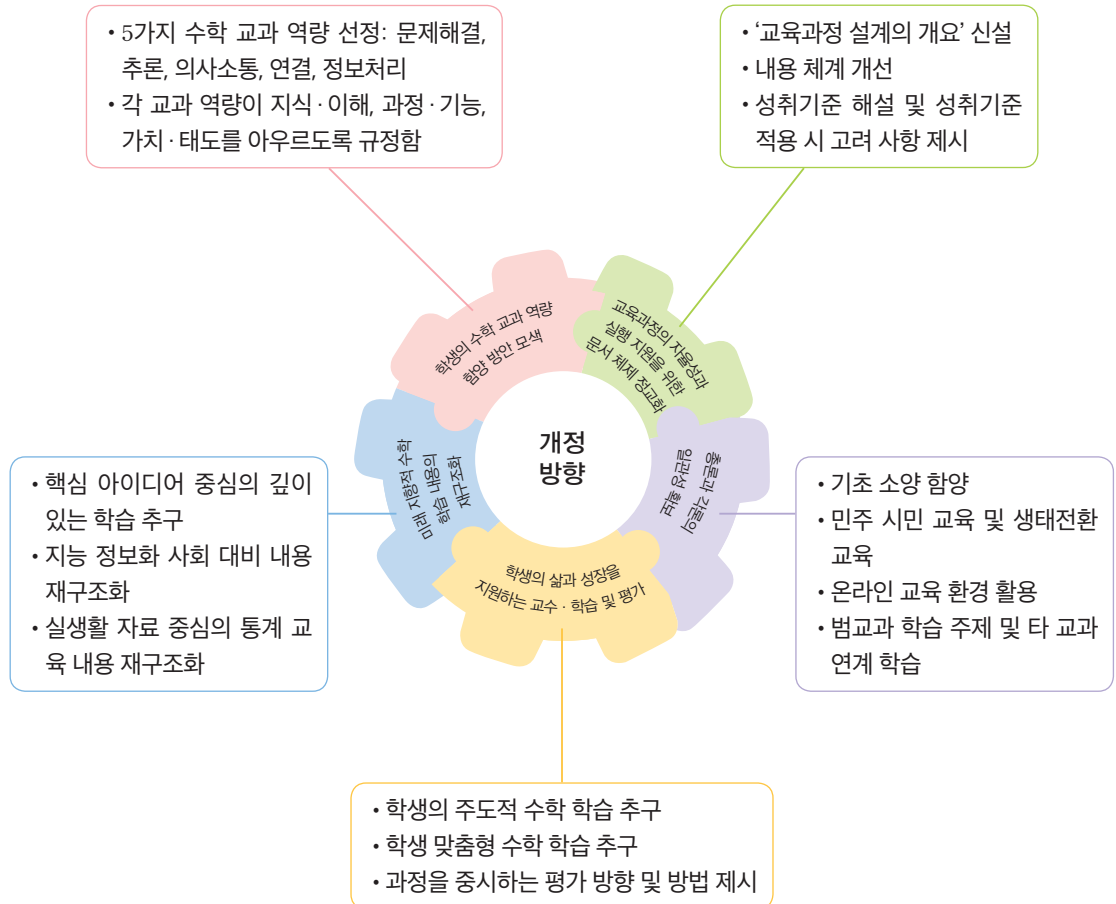 • 5가지 수학 교과 역량 선정: 문제해결,
추론, 의사소통, 연결, 정보처리
• 각 교과 역량이 지식·이해, 과정·기능,
가치·태도를 아우르도록 규정함
• ‘교육과정 설계의 개요’ 신설
• 내용 체계 개선
• 성취기준 해설 및 성취기준
적용 시 고려 사항 제시
학생의 수학 교과 역량
함양 방안 모색
교육과정의 자율성과
실행 지원을 위한
문서 체제 정교화
개정
방향
미래 지향적 수학
학습 내용의
재구조화
총론과 각론의
일관성 확보
학생의 삶과 성장을
지원하는 교수·학습 및 평가
• 핵심 아이디어 중심의 깊이
있는 학습 추구
• 지능 정보화 사회 대비 내용
재구조화
• 실생활 자료 중심의 통계 교
육 내용 재구조화
• 기초 소양 함양
• 민주 시민 교육 및 생태전환
교육
• 온라인 교육 환경 활용
• 범교과 학습 주제 및 타 교과
연계 학습
• 학생의 주도적 수학 학습 추구
• 학생 맞춤형 수학 학습 추구
• 과정을 중시하는 평가 방향 및 방법 제시